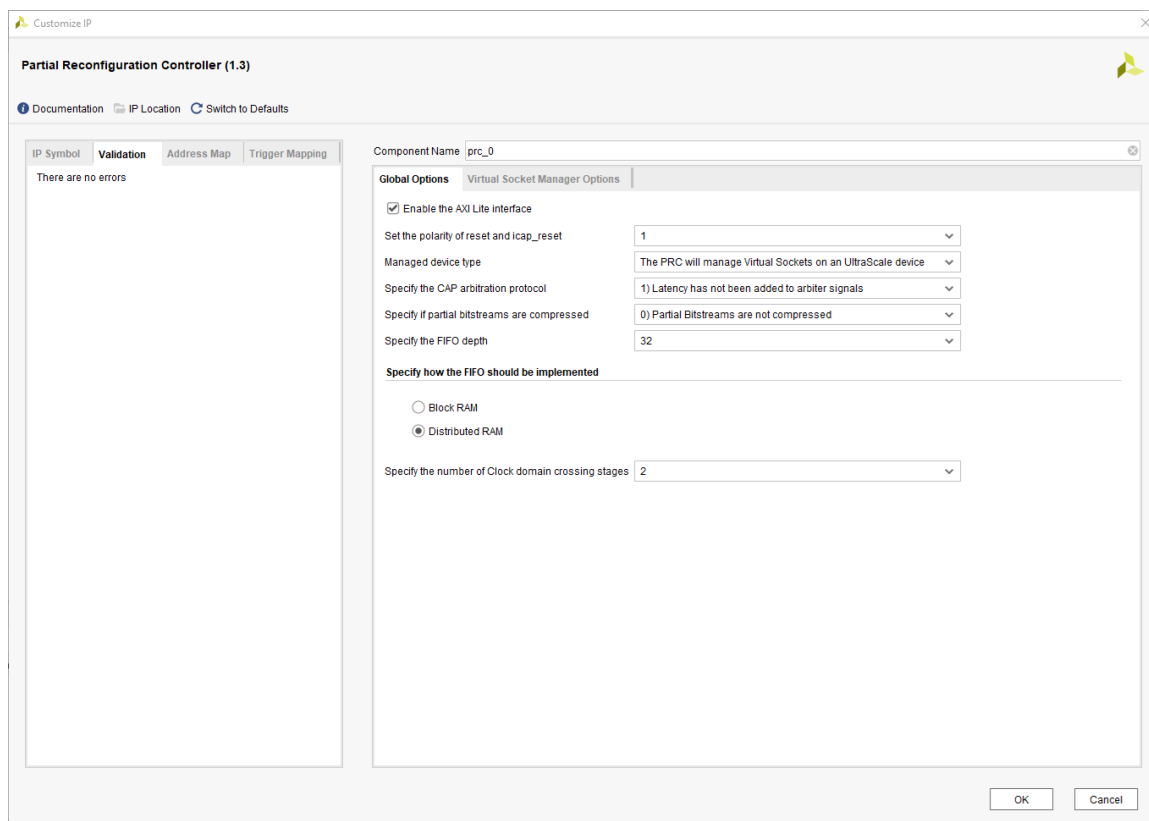 Customize IP
Partial Reconfiguration Controller (1.3)
Documentation IP Location Switch to Defaults
IP Symbol Validation Address Map Trigger Mapping
There are no errors
Component Name prc_0
Global Options Virtual Socket Manager Options
Enable the AXI Lite interface
Set the polarity of reset and icap_reset 1
Managed device type The PRC will manage Virtual Sockets on an UltraScale device
Specify the CAP arbitration protocol 1) Latency has not been added to arbiter signals
Specify if partial bitstreams are compressed 0) Partial Bitstreams are not compressed
Specify the FIFO depth 32
Specify how the FIFO should be implemented
Block RAM
Distributed RAM
Specify the number of Clock domain crossing stages 2
OK Cancel